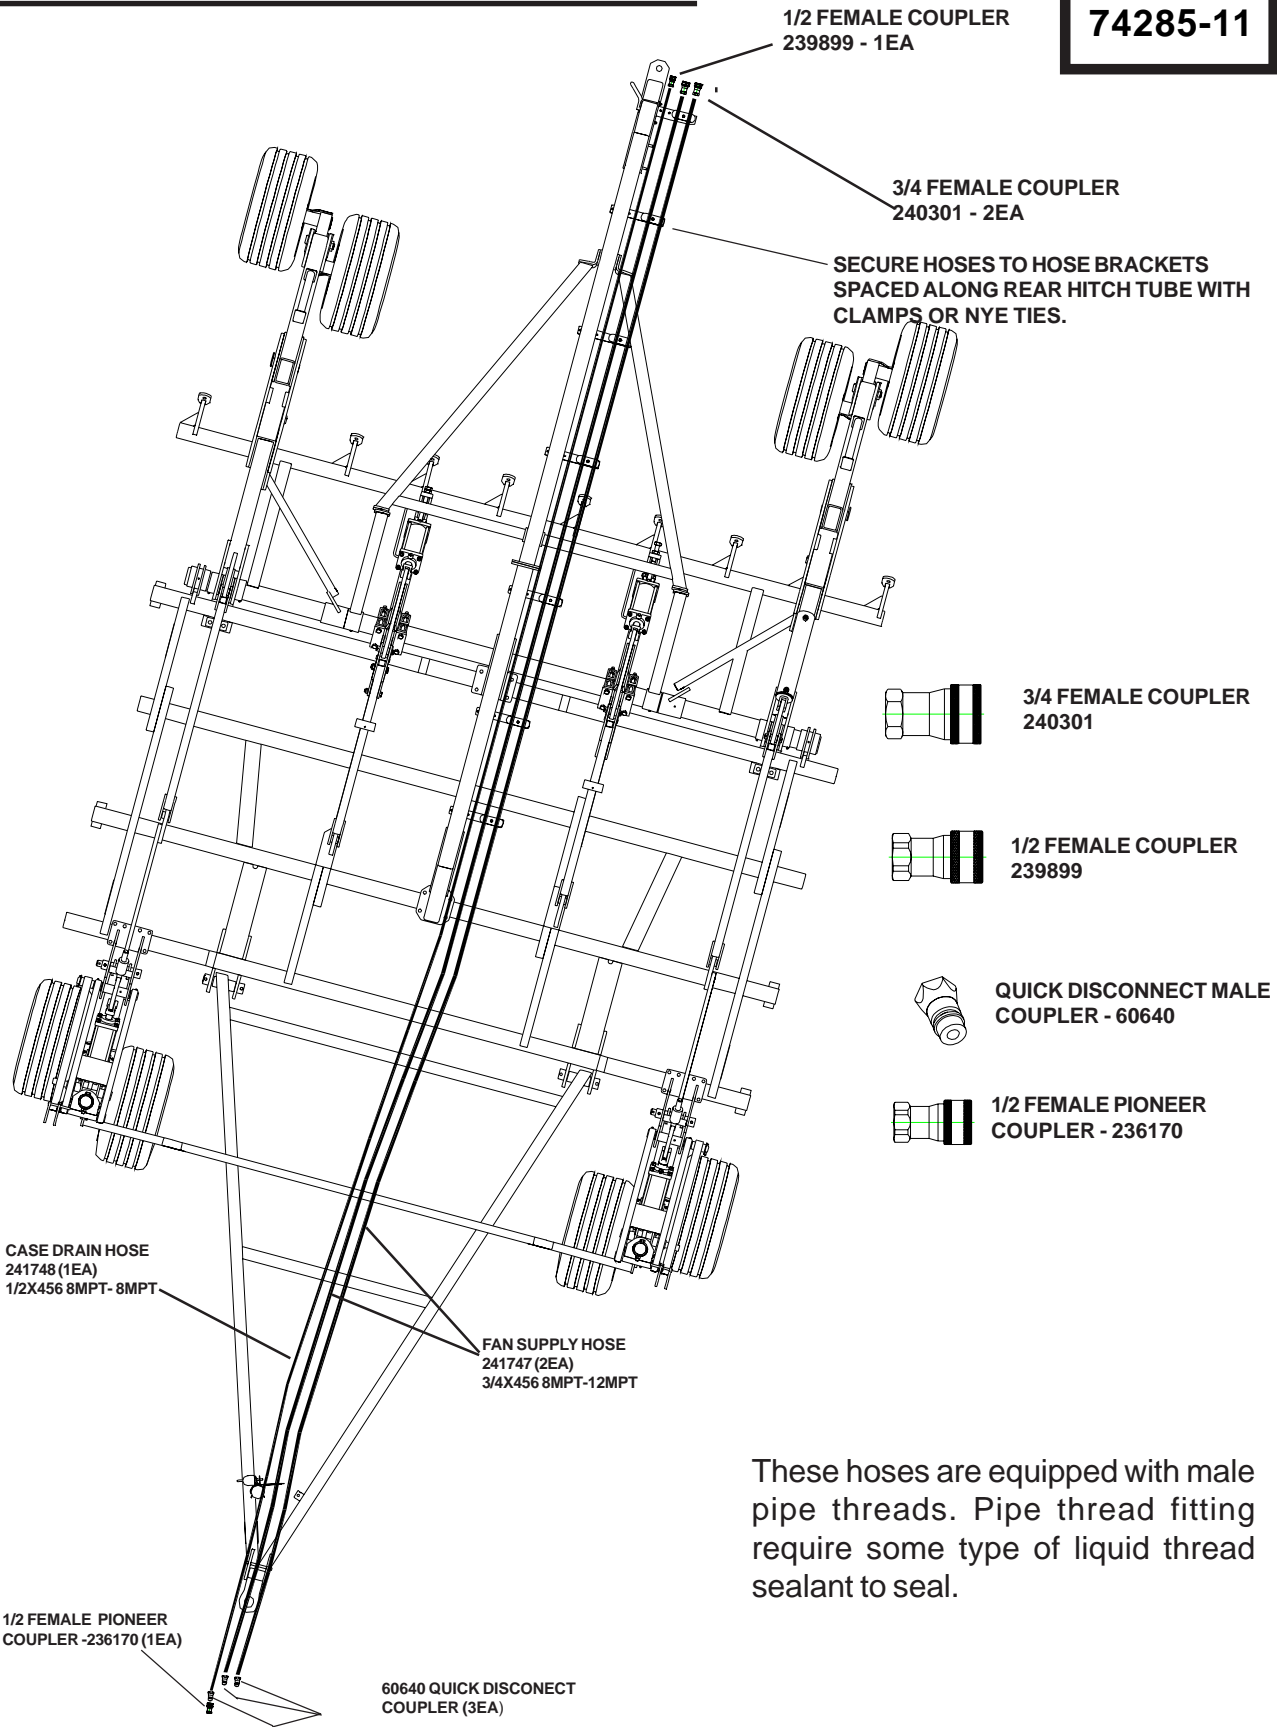 1/2 FEMALE COUPLER
239899 - 1EA
74285-11
3/4 FEMALE COUPLER
240301 - 2EA
SECURE HOSES TO HOSE BRACKETS
SPACED ALONG REAR HITCH TUBE WITH
CLAMPS OR NYE TIES.
3/4 FEMALE COUPLER
240301
1/2 FEMALE COUPLER
239899
QUICK DISCONNECT MALE
COUPLER - 60640
1/2 FEMALE PIONEER
COUPLER - 236170
CASE DRAIN HOSE
241748 (1EA)
1/2X456 8MPT- 8MPT
FAN SUPPLY HOSE
241747 (2EA)
3/4X456 8MPT-12MPT
These hoses are equipped with male
pipe threads. Pipe thread fitting
require some type of liquid thread
sealant to seal.
1/2 FEMALE PIONEER
COUPLER -236170 (1EA)
60640 QUICK DISCONECT
COUPLER (3EA)